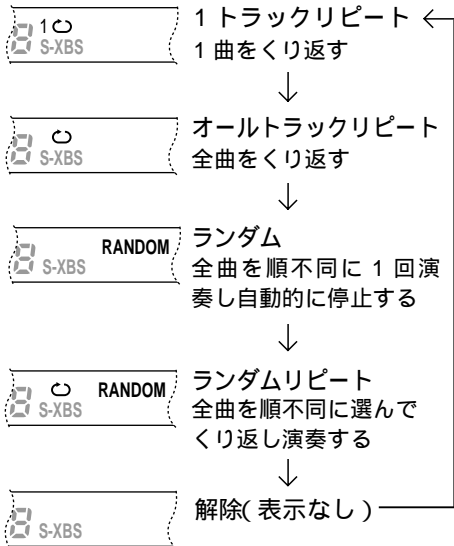 1
S-XBS
1 トラックリピート
1 曲をくり返す
S-XBS
オールトラックリピート
全曲をくり返す
RANDOM
S-XBS
ランダム
全曲を順不同に 1 回演
奏し自動的に停止する
RANDOM
S-XBS
ランダムリピート
全曲を順不同に選んで
くり返し演奏する
S-XBS
解除( 表示なし )